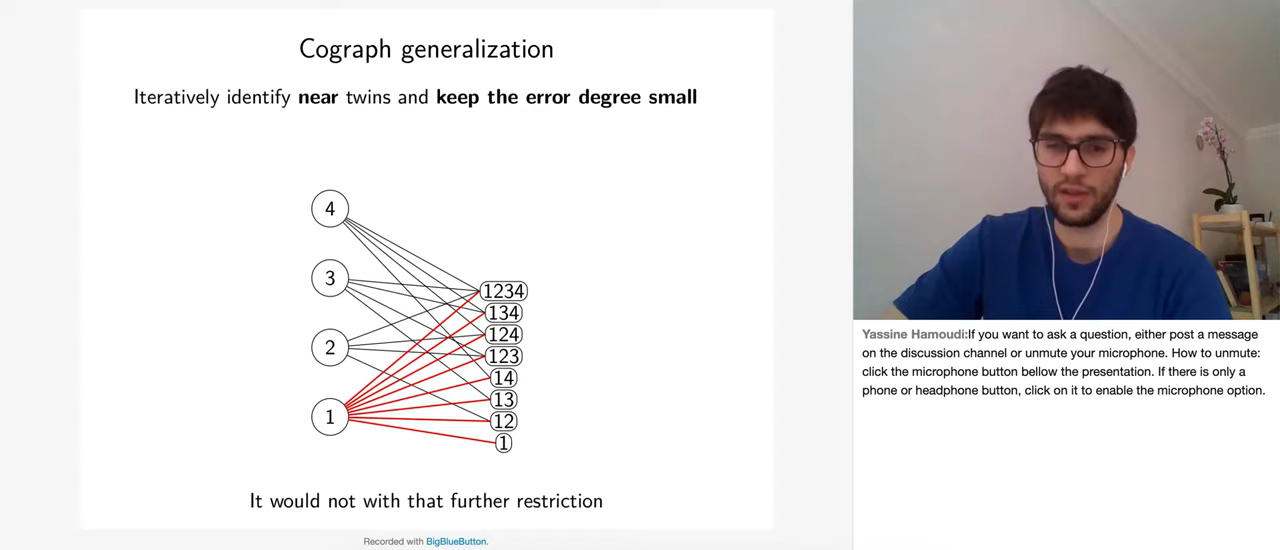 Cograph generalization
Iteratively identify near twins and keep the error degree small
4
3
2
1
1234
134
124
123
14
13
12
1
It would not with that further restriction
Recorded with BigBlueButton.
Yassine Hamoudi:If you want to ask a question, either post a message
on the discussion channel or unmute your microphone. How to unmute:
click the microphone button bellow the presentation. If there is only a
phone or headphone button, click on it to enable the microphone option.